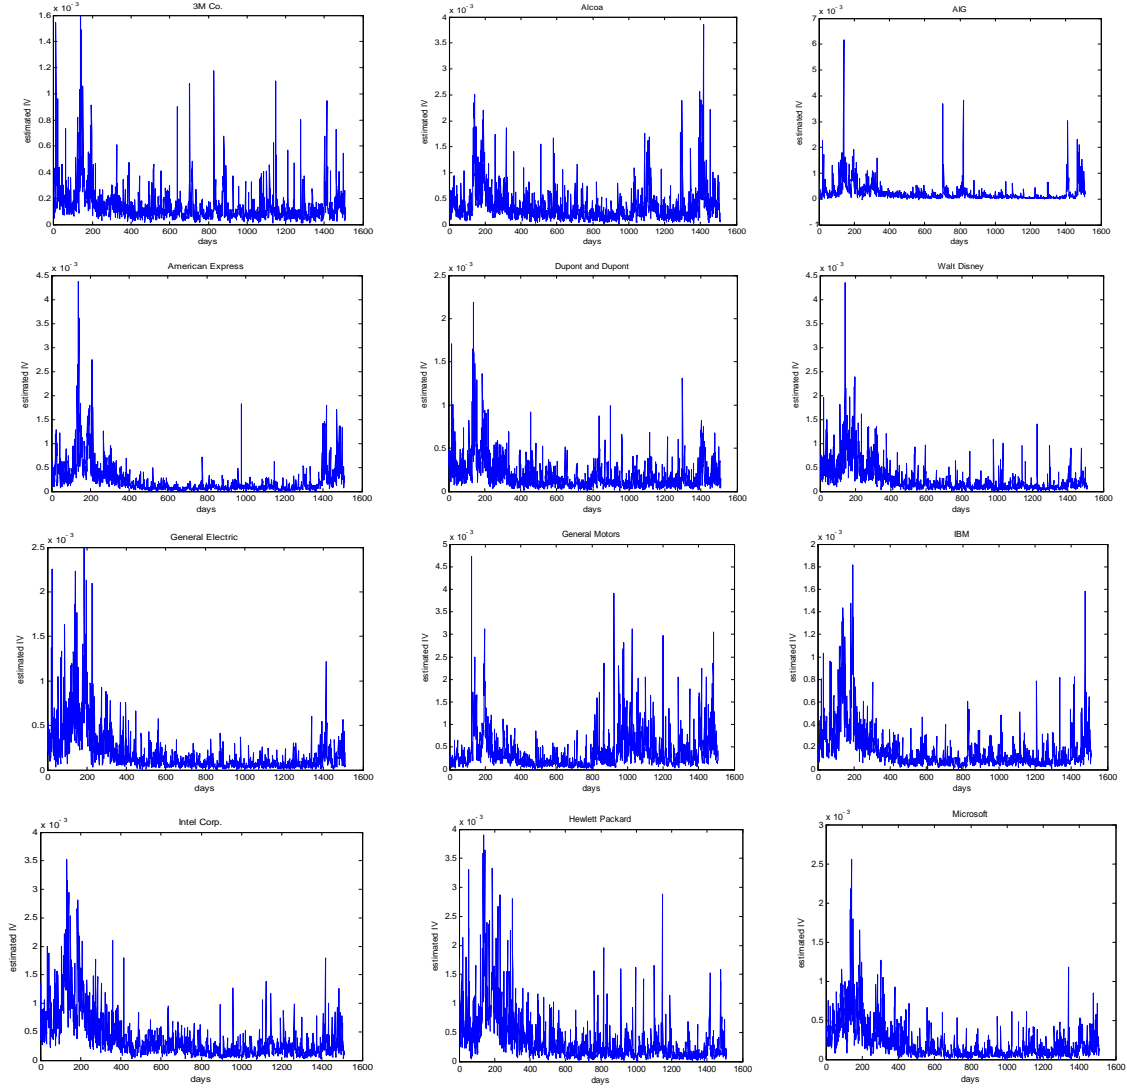 3M Co.
x 10 -3
1.6
1.4
1.2
1
0.8
0.6
0.4
0.2
0
estimated IV
0 200 400 600 800 1000 1200 1400 1600
days
Alcoa
x 10 -3
4
3.5
3
2.5
2
1.5
1
0.5
0
estimated IV
0 200 400 600 800 1000 1200 1400 1600
days
AIG
x 10 -3
7
6
5
4
3
2
1
0
-1
estimated IV
0 200 400 600 800 1000 1200 1400 1600
days
American Express
x 10 -3
4.5
4
3.5
3
2.5
2
1.5
1
0.5
0
estimated IV
0 200 400 600 800 1000 1200 1400 1600
days
Dupont and Dupont
x 10 -3
2.5
2
1.5
1
0.5
0
estimated IV
0 200 400 600 800 1000 1200 1400 1600
days
Walt Disney
x 10 -3
4.5
4
3.5
3
2.5
2
1.5
1
0.5
0
estimated IV
0 200 400 600 800 1000 1200 1400 1600
days
General Electric
x 10 -3
2.5
2
1.5
1
0.5
0
estimated IV
0 200 400 600 800 1000 1200 1400 1600
days
General Motors
x 10 -3
5
4.5
4
3.5
3
2.5
2
1.5
1
0.5
0
estimated IV
0 200 400 600 800 1000 1200 1400 1600
days
IBM
x 10 -3
2
1.8
1.6
1.4
1.2
1
0.8
0.6
0.4
0.2
0
estimated IV
0 200 400 600 800 1000 1200 1400 1600
days
Intel Corp.
x 10 -3
4
3.5
3
2.5
2
1.5
1
0.5
0
estimated IV
0 200 400 600 800 1000 1200 1400 1600
days
Hewlett Packard
x 10 -3
4
3.5
3
2.5
2
1.5
1
0.5
0
estimated IV
0 200 400 600 800 1000 1200 1400 1600
days
Microsoft
x 10 -3
3
2.5
2
1.5
1
0.5
0
estimated IV
0 200 400 600 800 1000 1200 1400 1600
days